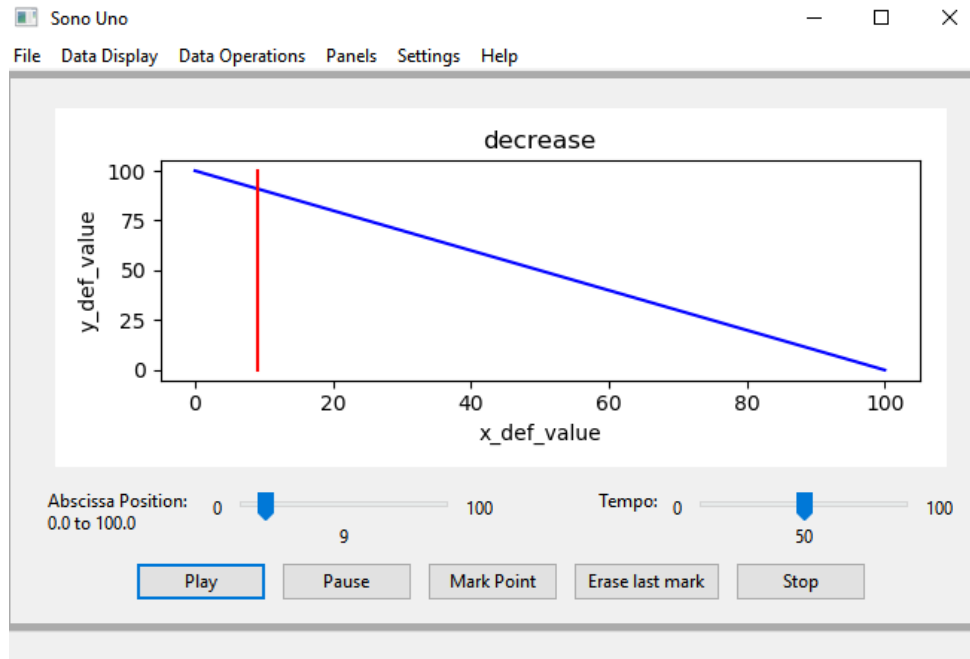 Sono Uno
File Data Display Data Operations Panels Settings Help
decrease
100
75
50
25
0
y_def_value
0 20 40 60 80 100
x_def_value
Abscissa Position: 0 100 Tempo: 0 100
0.0 to 100.0
9 50
Play Pause Mark Point Erase last mark Stop